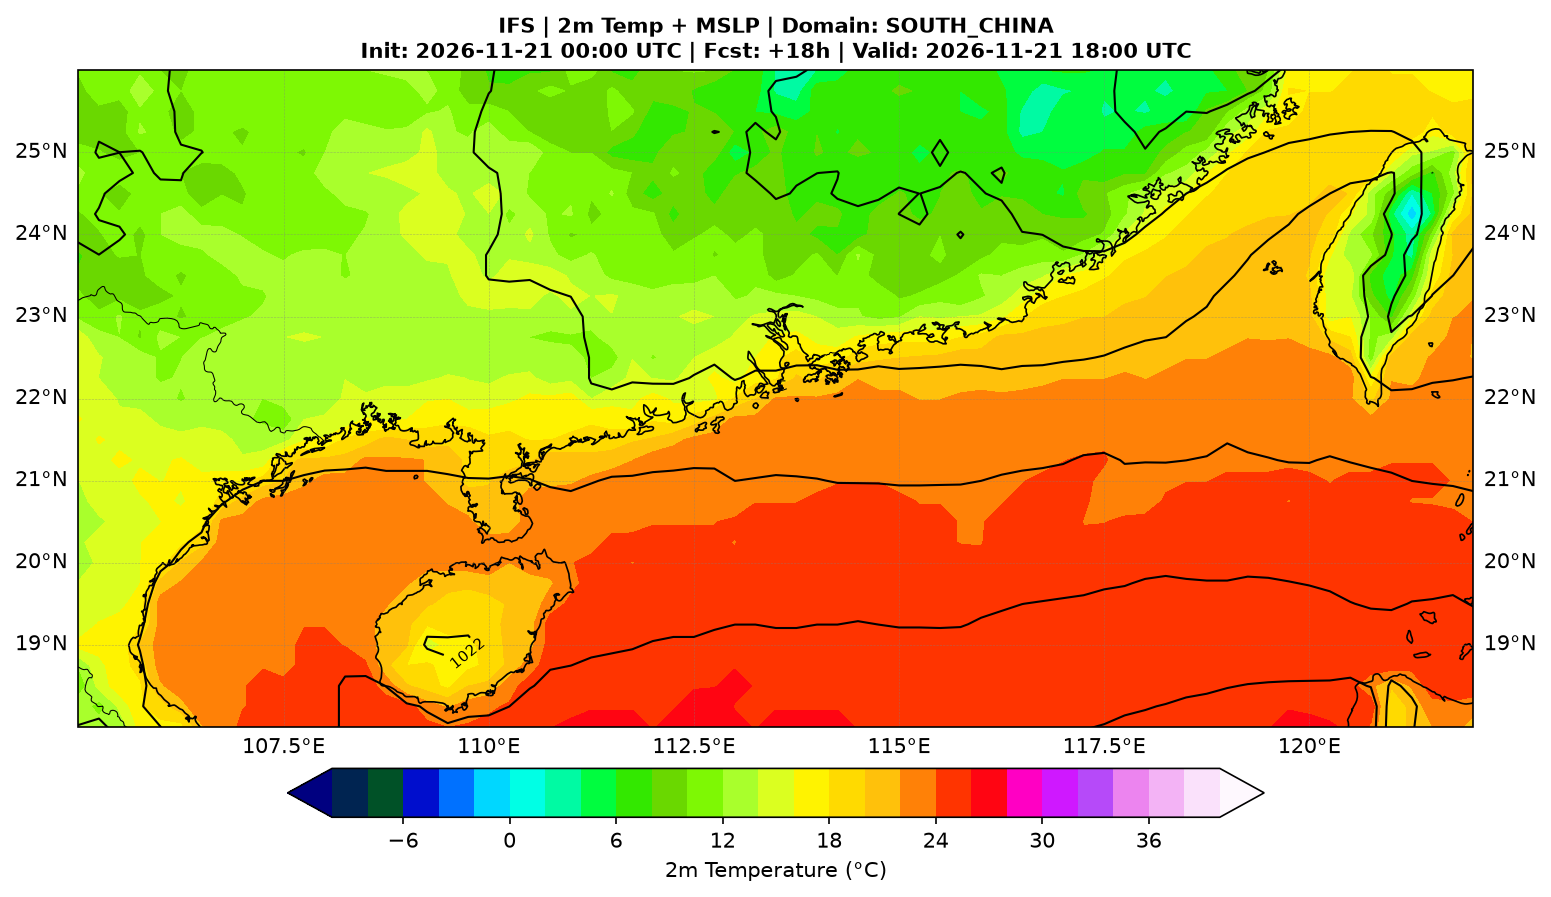 IFS | 2m Temp + MSLP | Domain: SOUTH_CHINA
Init: 2026-11-21 00:00 UTC | Fcst: +18h | Valid: 2026-11-21 18:00 UTC
25°N 25°N
24°N 24°N
23°N 23°N
22°N 22°N
21°N 21°N
20°N 20°N
19°N 19°N
1022
107.5°E 110°E 112.5°E 115°E 117.5°E 120°E
−6 0 6 12 18 24 30 36
2m Temperature (°C)